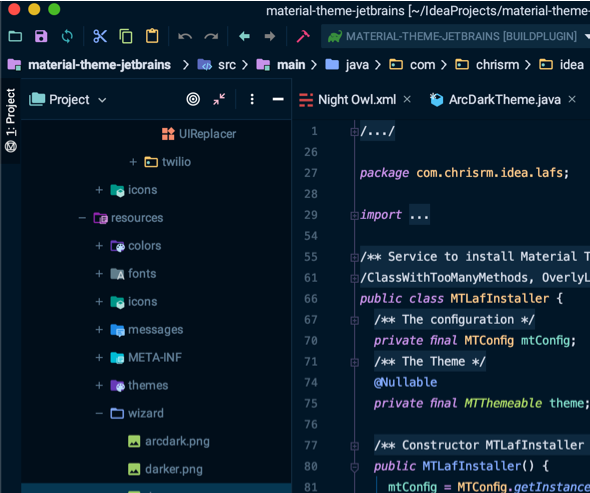 material-theme-jetbrains [~/IdeaProjects/material-theme-
MATERIAL-THEME-JETBRAINS [BUILDPLUGIN]
material-theme-jetbrains src main java com chrisrm idea
1: Project
Project
Night Owl.xml ArcDarkTheme.java
UIReplacer
twilio
icons
resources
colors
fonts
icons
messages
META-INF
themes
wizard
arcdark.png
darker.png
1 /.../
26
27 package com.chrisrm.idea.lafs;
28
29 import ...
54
55 /** Service to install Material T
61 /ClassWithTooManyMethods, OverlyL
66 public class MTLafInstaller {
67 /** The configuration */
70 private final MTConfig mtConfig;
71 /** The Theme */
74 @Nullable
75 private final MTThemeable theme;
76
77 /** Constructor MTLafInstaller
80 public MTLafInstaller() {
81 mtConfig = MTConfig.getInstanc